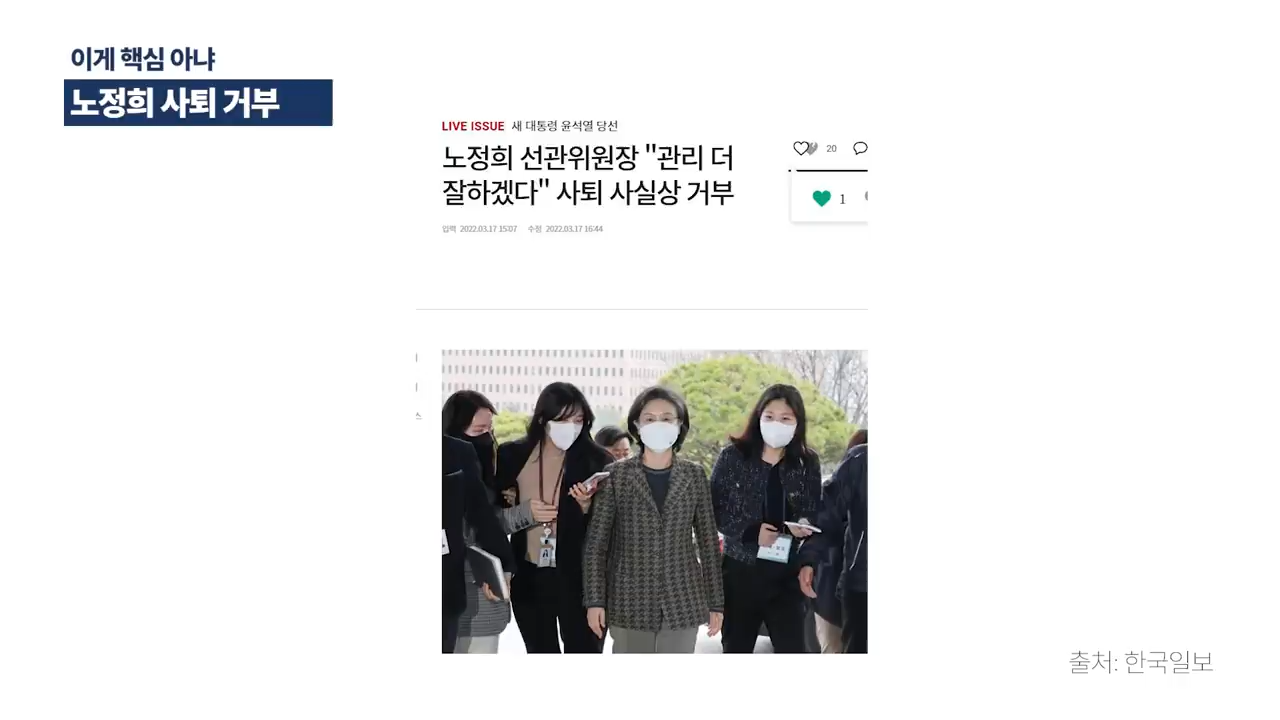 이게 핵심 아냐
노정희 사퇴 거부
LIVE ISSUE 새 대통령 윤석열 당선
노정희 선관위원장 "관리 더
잘하겠다" 사퇴 사실상 거부
입력 2022.03.17 15:07 수정 2022.03.17 16:44
20
1
스
출처: 한국일보